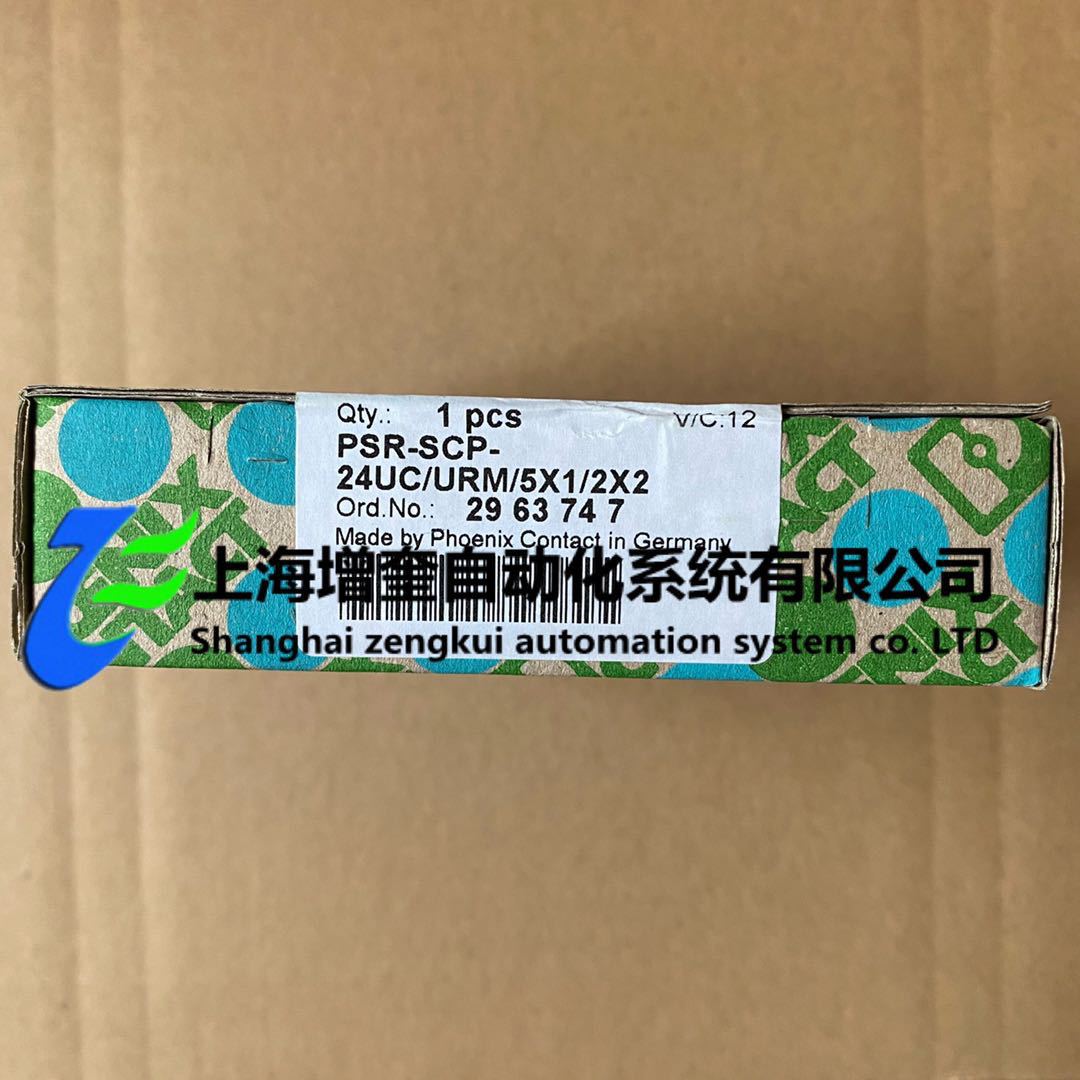 Qty.: 1 pcs V/C:12
PSR-SCP-
24UC/URM/5X1/2X2
Ord.No.: 29 63 74 7
Made by Phoenix Contact in Germany
上海增奎自动化系统有限公司
Shanghai zengkui automation system co. LTD